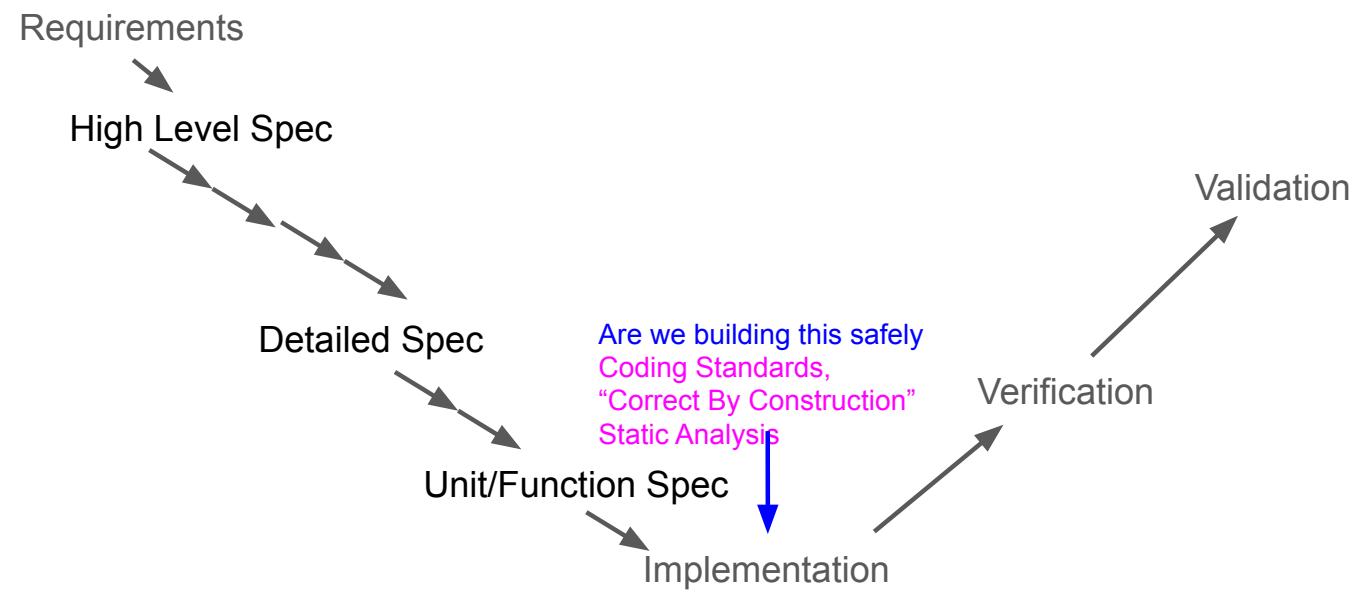 Requirements
High Level Spec
Validation
Detailed Spec
Are we building this safely
Coding Standards,
“Correct By Construction”
Static Analysis
Verification
Unit/Function Spec
Implementation